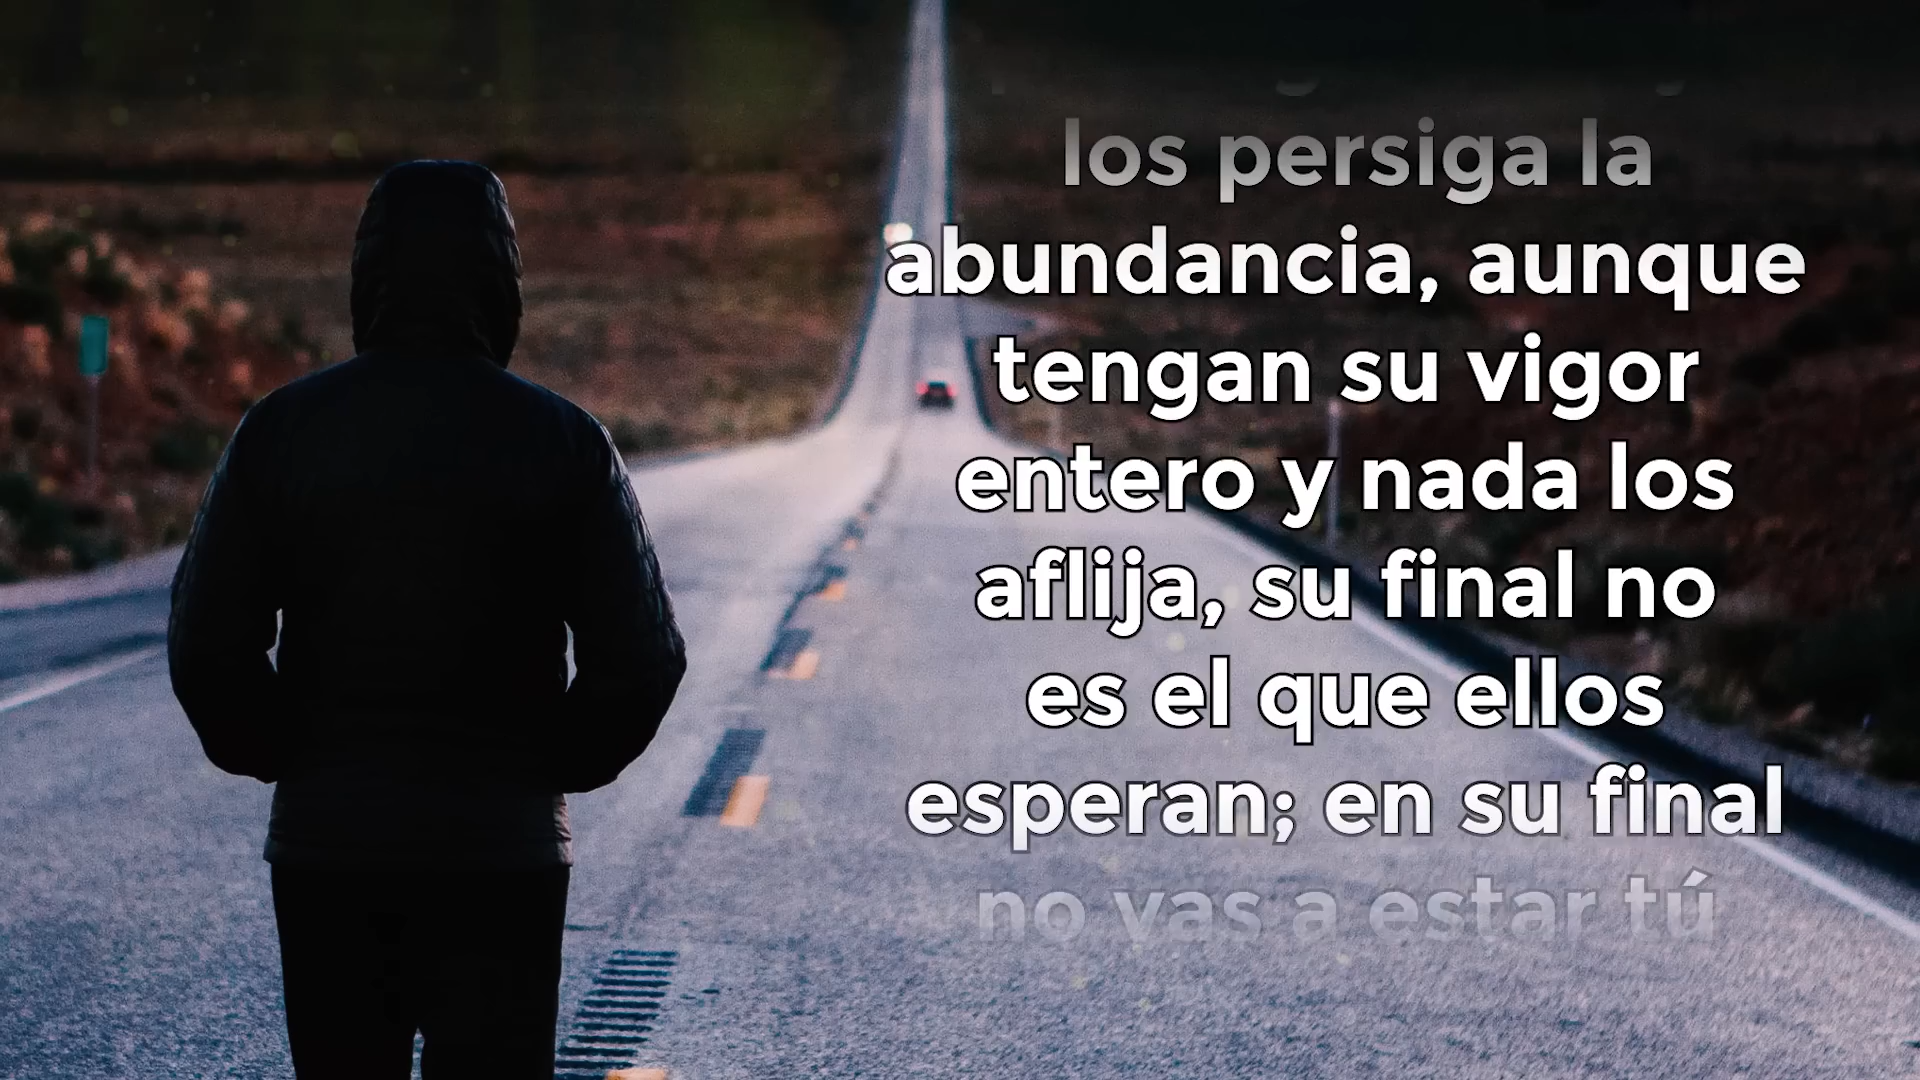 los persiga la
abundancia, aunque
tengan su vigor
entero y nada los
aflija, su final no
es el que ellos
esperan; en su final
no vas a estar tú